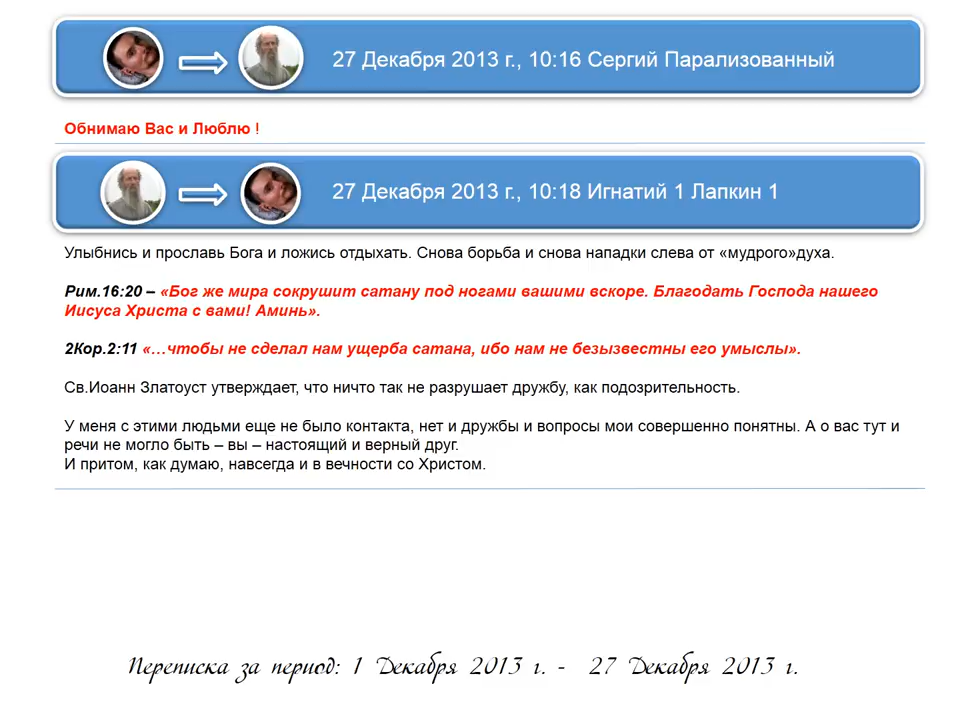 27 Декабря 2013 г., 10:16 Сергий Парализованный
Обнимаю Вас и Люблю !
27 Декабря 2013 г., 10:18 Игнатий 1 Лапкин 1
Улыбнись и прославь Бога и ложись отдыхать. Снова борьба и снова нападки слева от «мудрого»духа.
Рим.16:20 – «Бог же мира сокрушит сатану под ногами вашими вскоре. Благодать Господа нашего
Иисуса Христа с вами! Аминь».
2Кор.2:11 «…чтобы не сделал нам ущерба сатана, ибо нам не безызвестны его умыслы».
Св.Иоанн Златоуст утверждает, что ничто так не разрушает дружбу, как подозрительность.
У меня с этими людьми еще не было контакта, нет и дружбы и вопросы мои совершенно понятны. А о вас тут и
речи не могло быть – вы – настоящий и верный друг.
И притом, как думаю, навсегда и в вечности со Христом.
Переписка за период: 1 Декабря 2013 г. - 27 Декабря 2013 г.